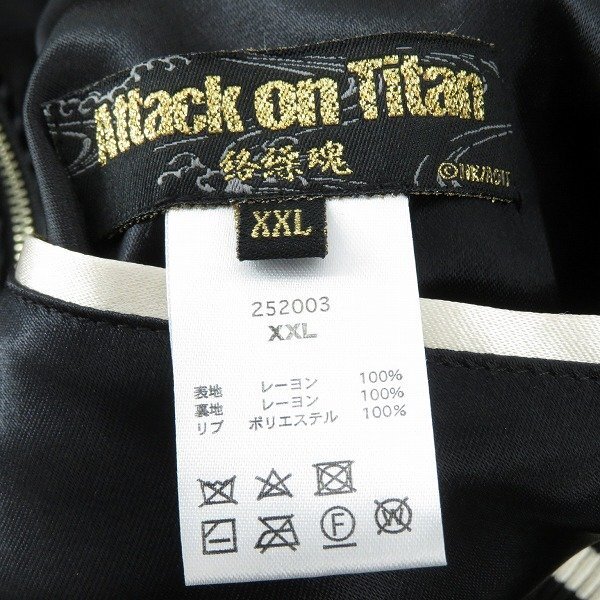 Attack on Titan
絡繰魂
XXL
252003
XXL
表地 レーヨン 100%
裏地 レーヨン 100%
リブ ポリエステル 100%
F
W